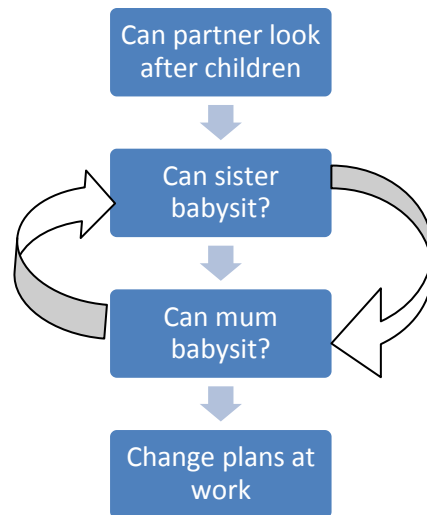 Can partner look
after children
Can sister
babysit?
Can mum
babysit?
Change plans at
work